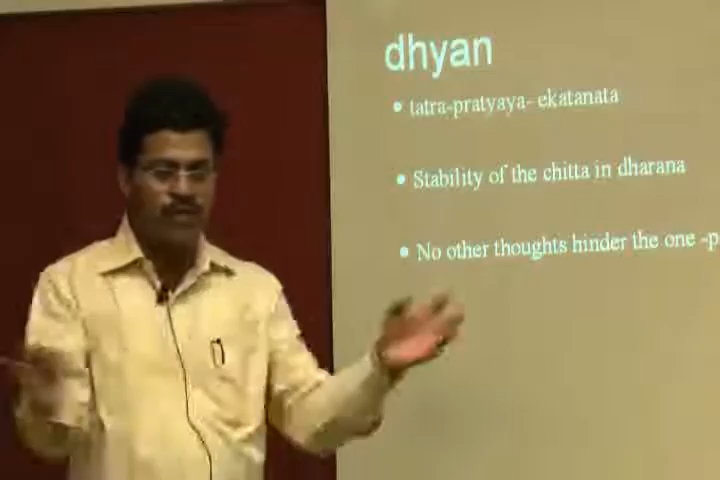 dhyan
• tatra-pratyaya- ekatanata
• Stability of the chitta in dharana
• No other thoughts hinder the one -p